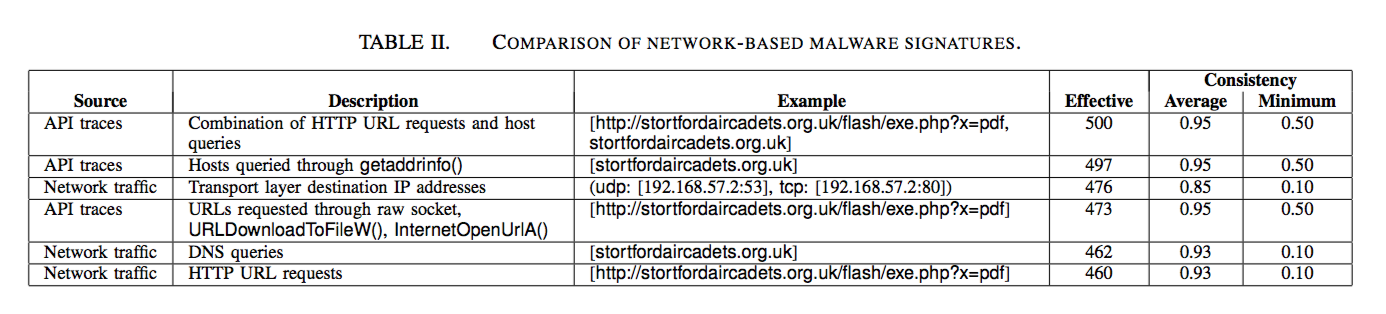 TABLE II. COMPARISON OF NETWORK-BASED MALWARE SIGNATURES.
Consistency
Source Description Example Effective Average Minimum
API traces Combination of HTTP URL requests and host [http://stortfordaircadets.org.uk/flash/exe.php?x=pdf, 500 0.95 0.50
queries stortfordaircadets.org.uk]
API traces Hosts queried through getaddrinfo() [stortfordaircadets.org.uk] 497 0.95 0.50
Network traffic Transport layer destination IP addresses (udp: [192.168.57.2:53], tcp: [192.168.57.2:80]) 476 0.85 0.10
API traces URLs requested through raw socket, [http://stortfordaircadets.org.uk/flash/exe.php?x=pdf] 473 0.95 0.50
URLDownloadToFileW(), InternetOpenUrlA()
Network traffic DNS queries [stortfordaircadets.org.uk] 462 0.93 0.10
Network traffic HTTP URL requests [http://stortfordaircadets.org.uk/flash/exe.php?x=pdf] 460 0.93 0.10